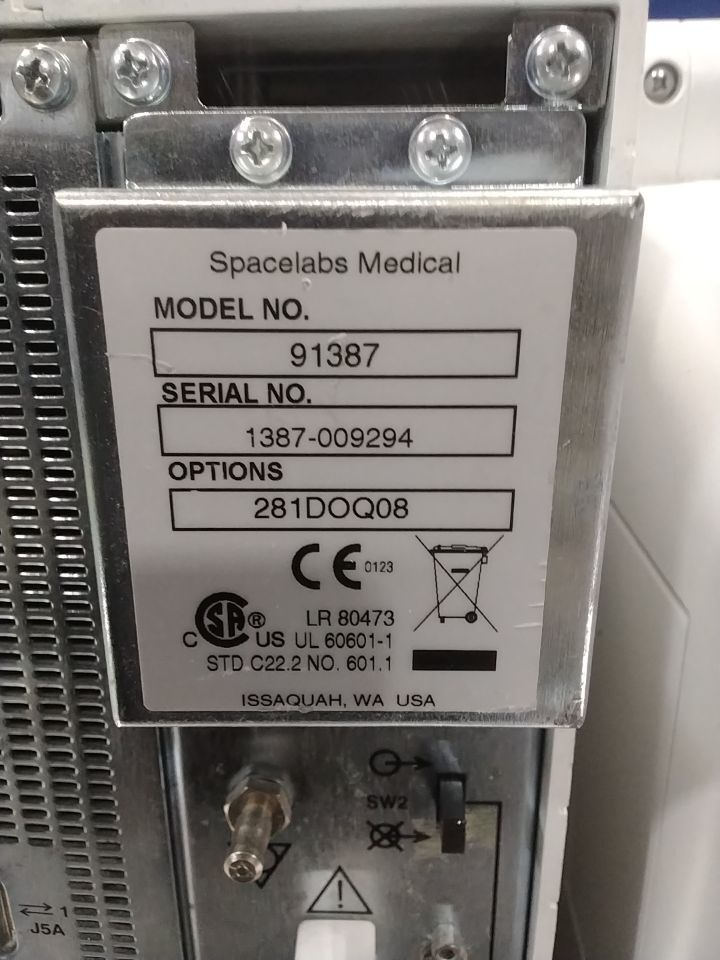 Spacelabs Medical
MODEL NO.
91387
SERIAL NO.
1387-009294
OPTIONS
281DOQ08
CE 0123
CSA®
C US
LR 80473
UL 60601-1
STD C22.2 NO. 601.1
ISSAQUAH, WA USA
SW2
1
J5A